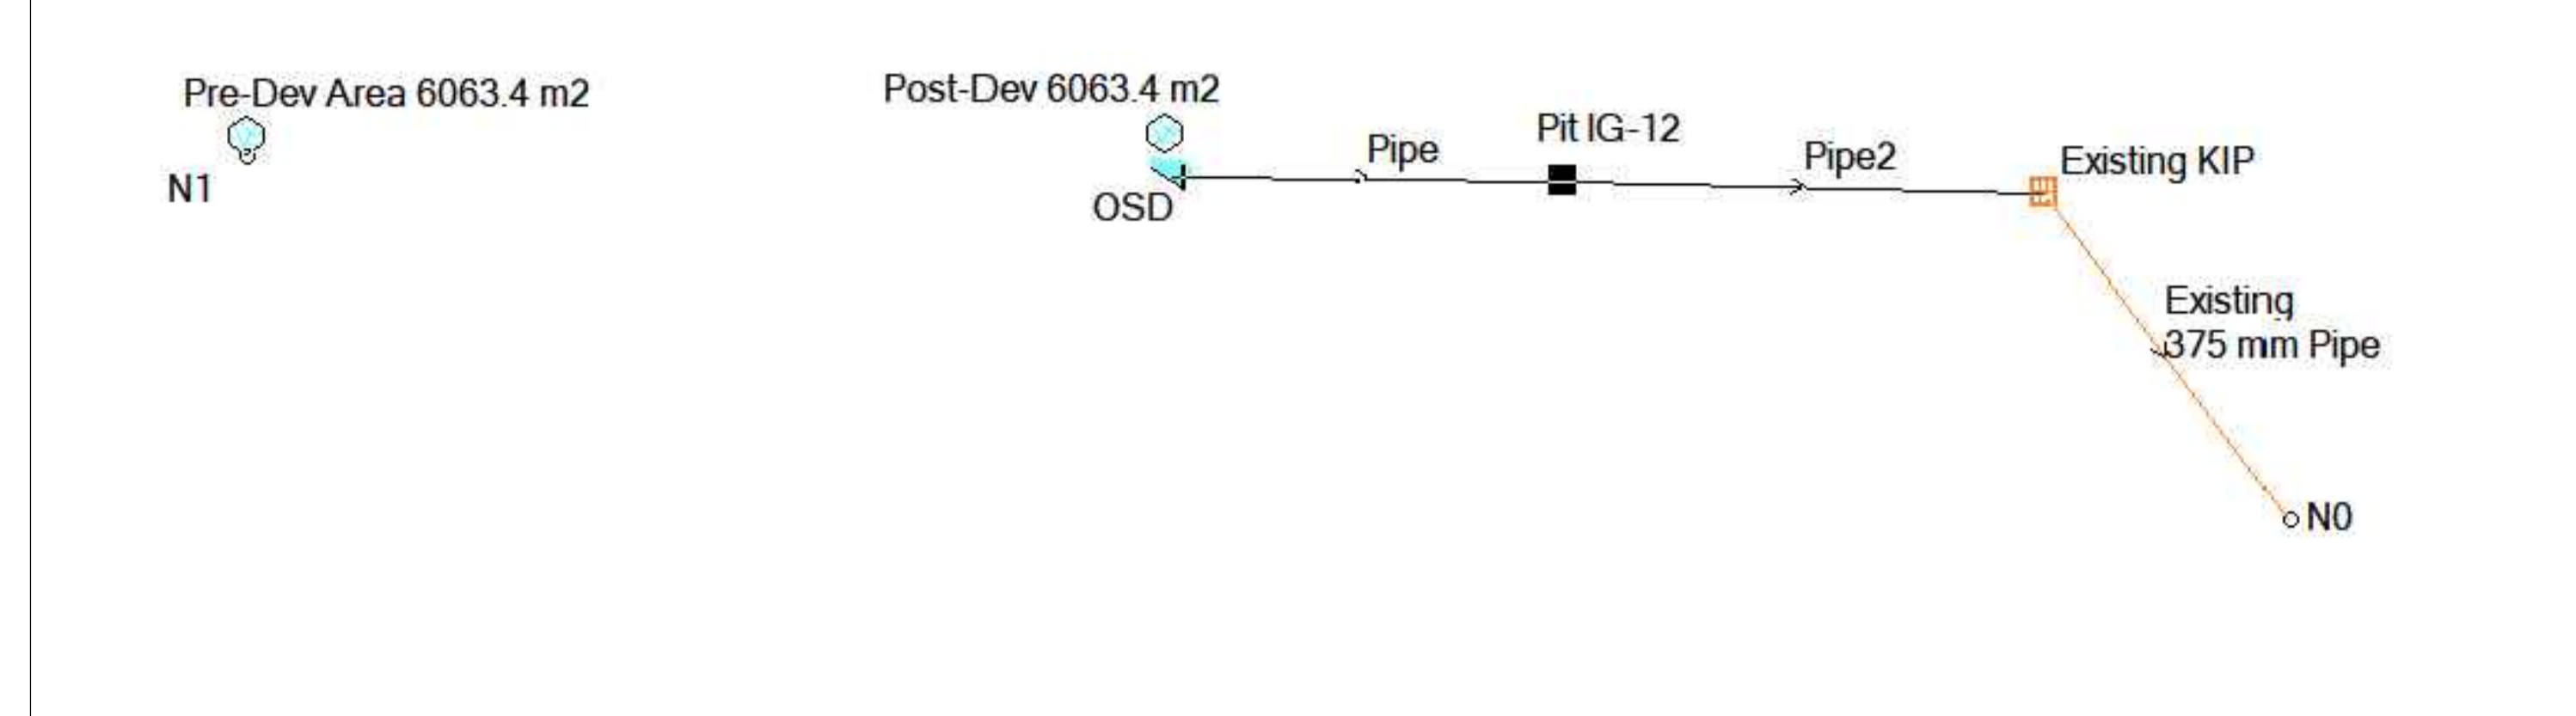 Pre-Dev Area 6063.4 m2
N1
Post-Dev 6063.4 m2
OSD
Pipe
Pit IG-12
Pipe2
Existing KIP
Existing
375 mm Pipe
N0